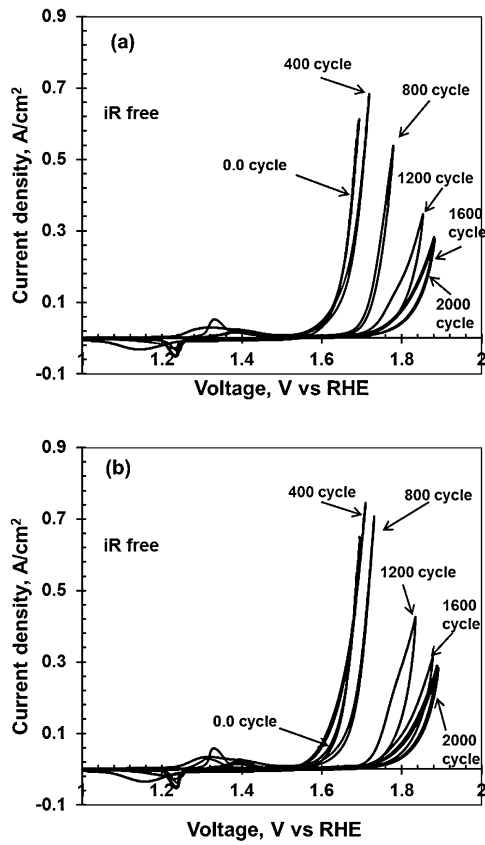 0.9
(a)
400 cycle
0.7
800 cycle
iR free
0.5
0.0 cycle
1200 cycle
0.3
1600
cycle
0.1
2000
cycle
1
1.2
1.4
1.6
1.8
2
-0.1
Current density, A/cm²
Voltage, V vs RHE
0.9
(b)
400 cycle
800 cycle
0.7
iR free
0.5
1200 cycle
1600
cycle
0.3
0.0 cycle
0.1
2000
cycle
1
1.2
1.4
1.6
1.8
2
-0.1
Current density, A/cm²
Voltage, V vs RHE